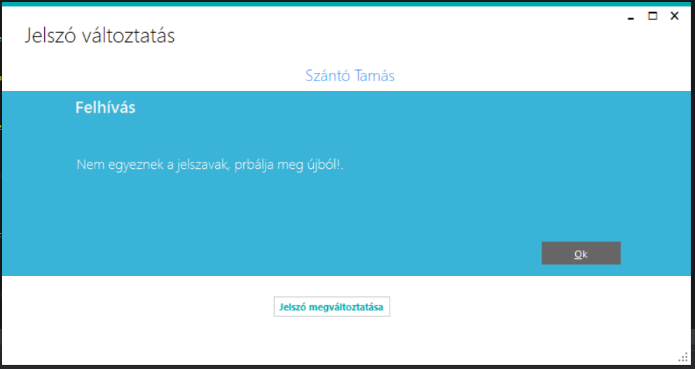 Jelszó változtatás
Szántó Tamás
Felhívás
Nem egyeznek a jelszavak, prbálja meg újból!.
Ok
Jelszó megváltoztatása